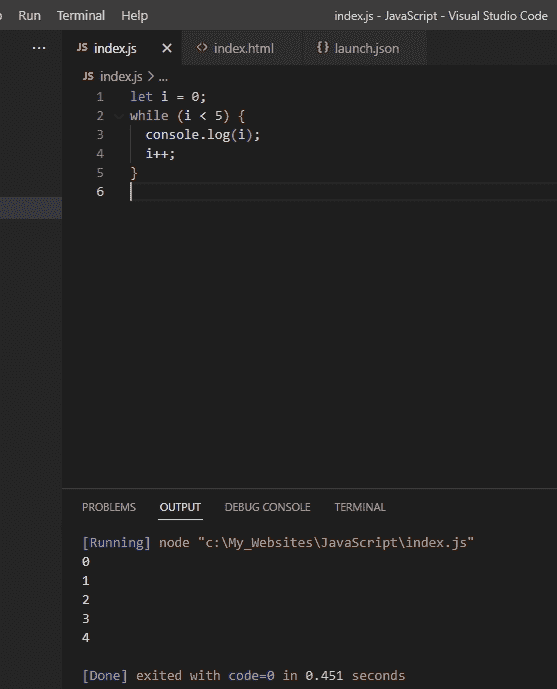 Run Terminal Help index.js - JavaScript - Visual Studio Code
... JS index.js × <> index.html {} launch.json
JS index.js > ...
1 let i = 0;
2 while (i < 5) {
3 console.log(i);
4 i++;
5 }
6
PROBLEMS OUTPUT DEBUG CONSOLE TERMINAL
[Running] node "c:\My_Websites\JavaScript\index.js"
0
1
2
3
4
[Done] exited with code=0 in 0.451 seconds